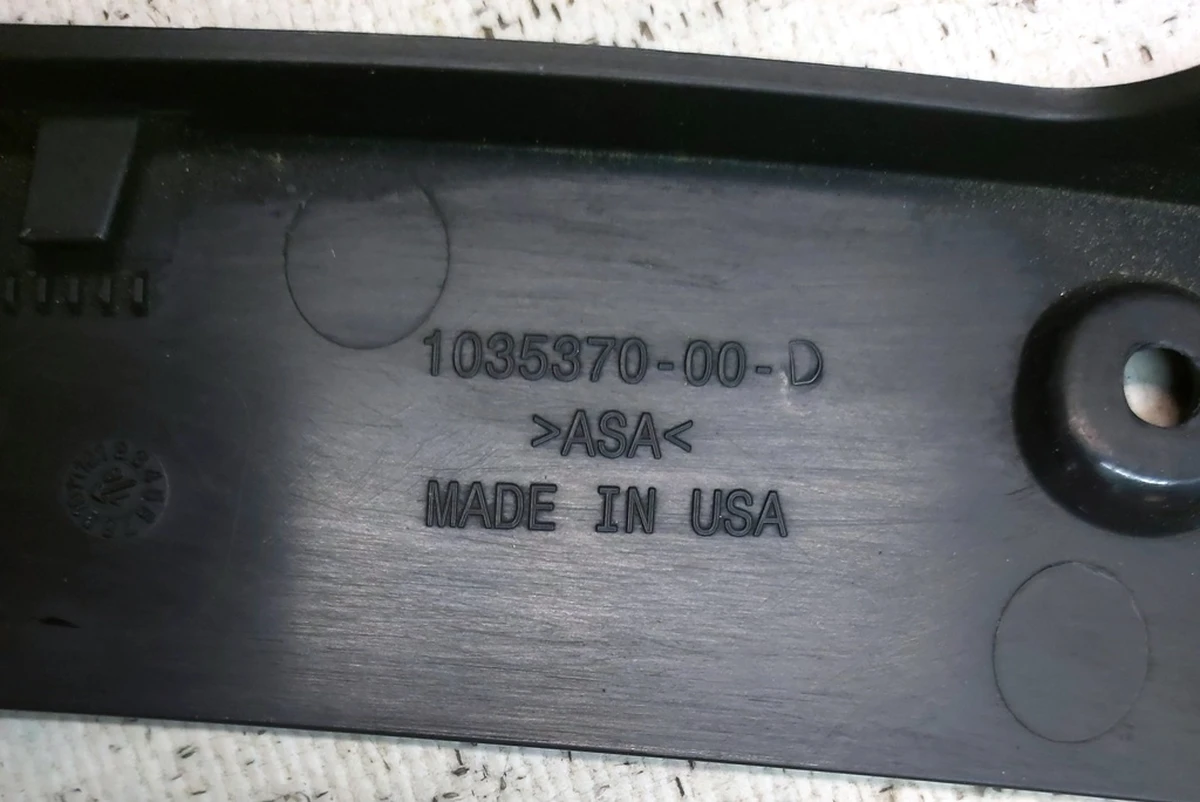 1035370-00-D
>ASA<
MADE IN USA